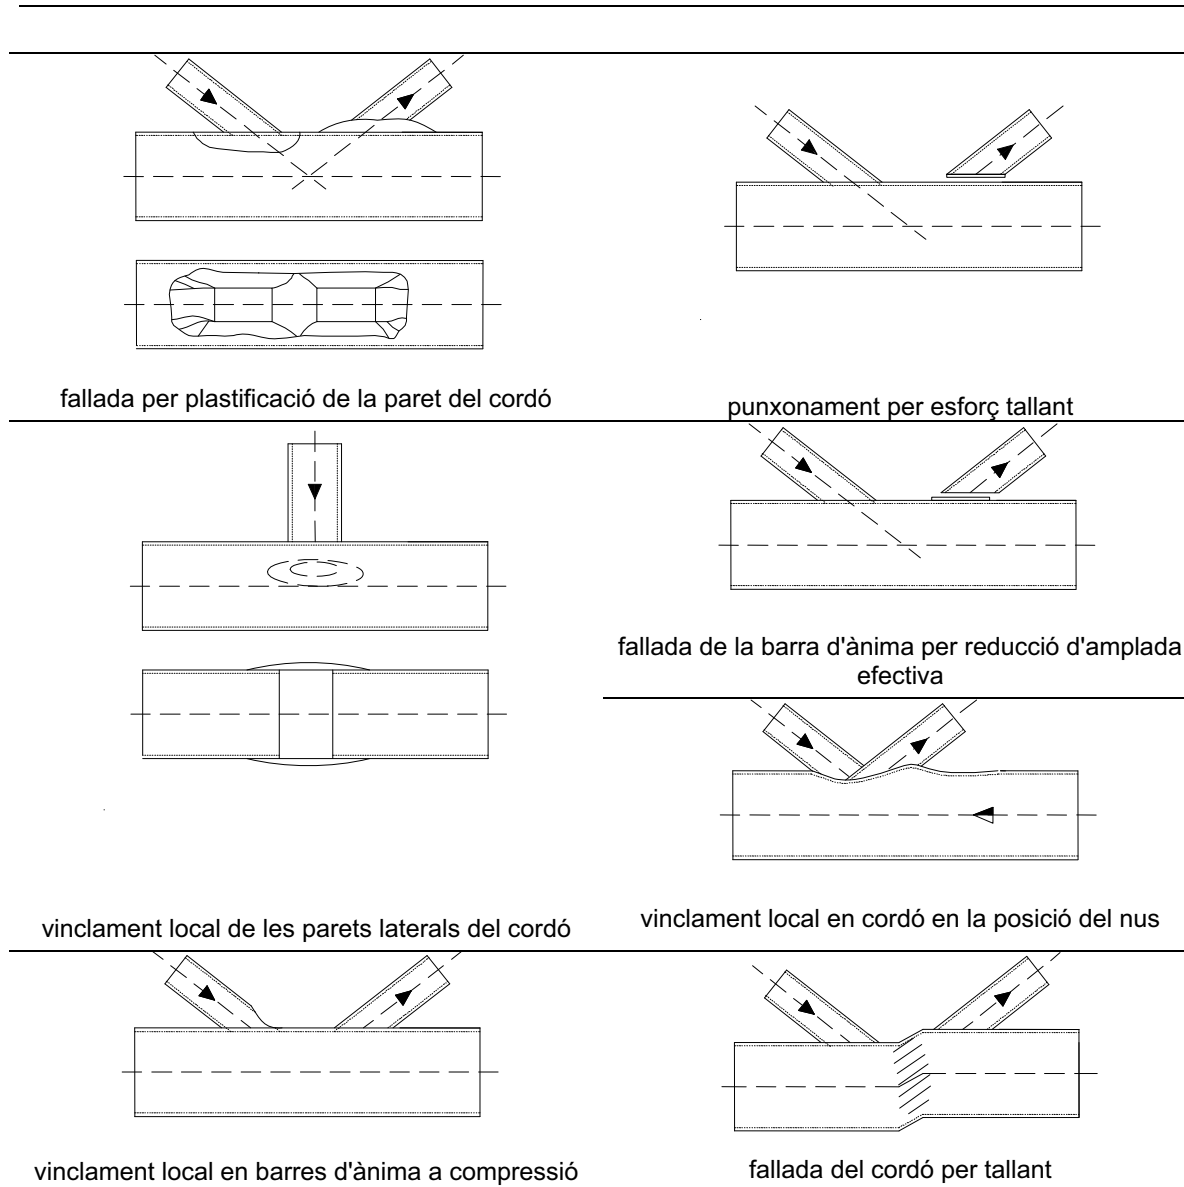 fallada per plastificació de la paret del cordó
punxonament per esforç tallant
fallada de la barra d'ànima per reducció d'amplada
efectiva
vinclament local de les parets laterals del cordó
vinclament local en cordó en la posició del nus
vinclament local en barres d'ànima a compressió
fallada del cordó per tallant